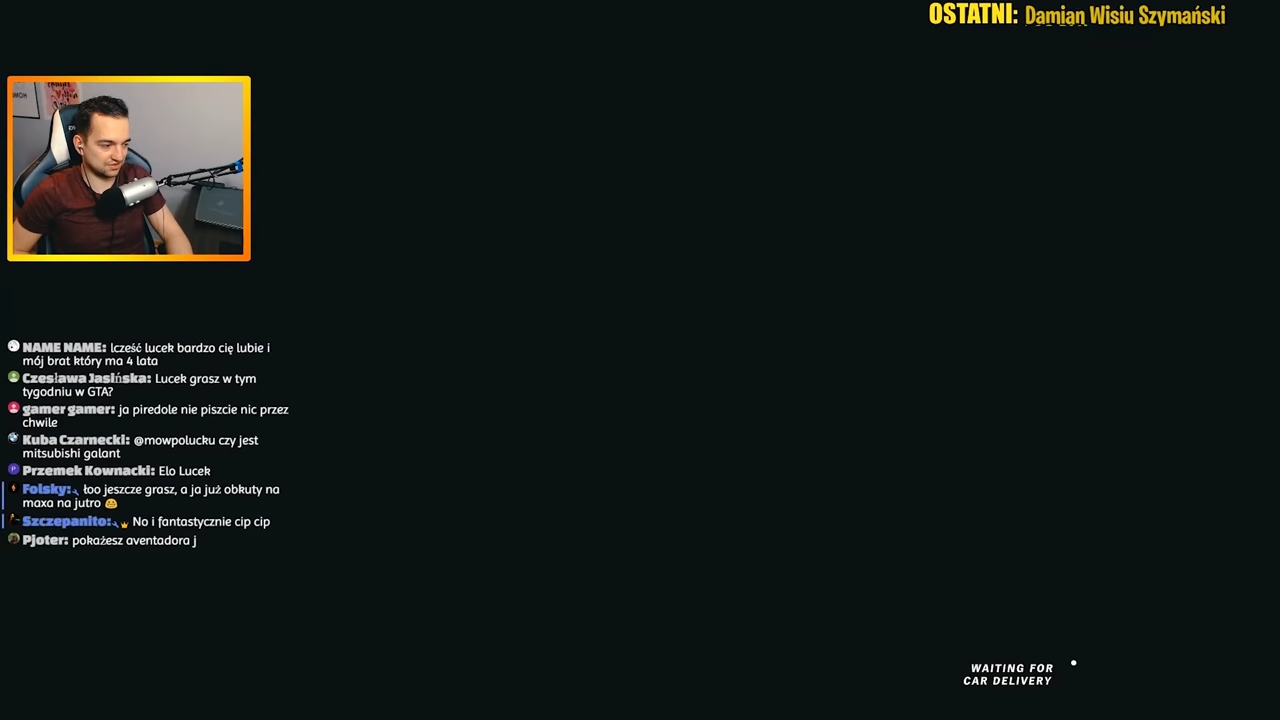 OSTATNI: Damian Wisiu Szymański
NAME NAME: lcześć lucek bardzo cię lubie i
mój brat który ma 4 lata
Czesława Jasińska: Lucek grasz w tym
tygodniu w GTA?
gamer gamer: ja piredole nie piszcie nic przez
chwile
Kuba Czarnecki: @mowpolucku czy jest
mitsubishi galant
Przemek Kownacki: Elo Lucek
Folsky: łoo jeszcze grasz, a ja już obkuty na
maxa na jutro
Szczepanito: No i fantastycznie cip cip
Pjoter: pokażesz aventadora j
WAITING FOR
CAR DELIVERY